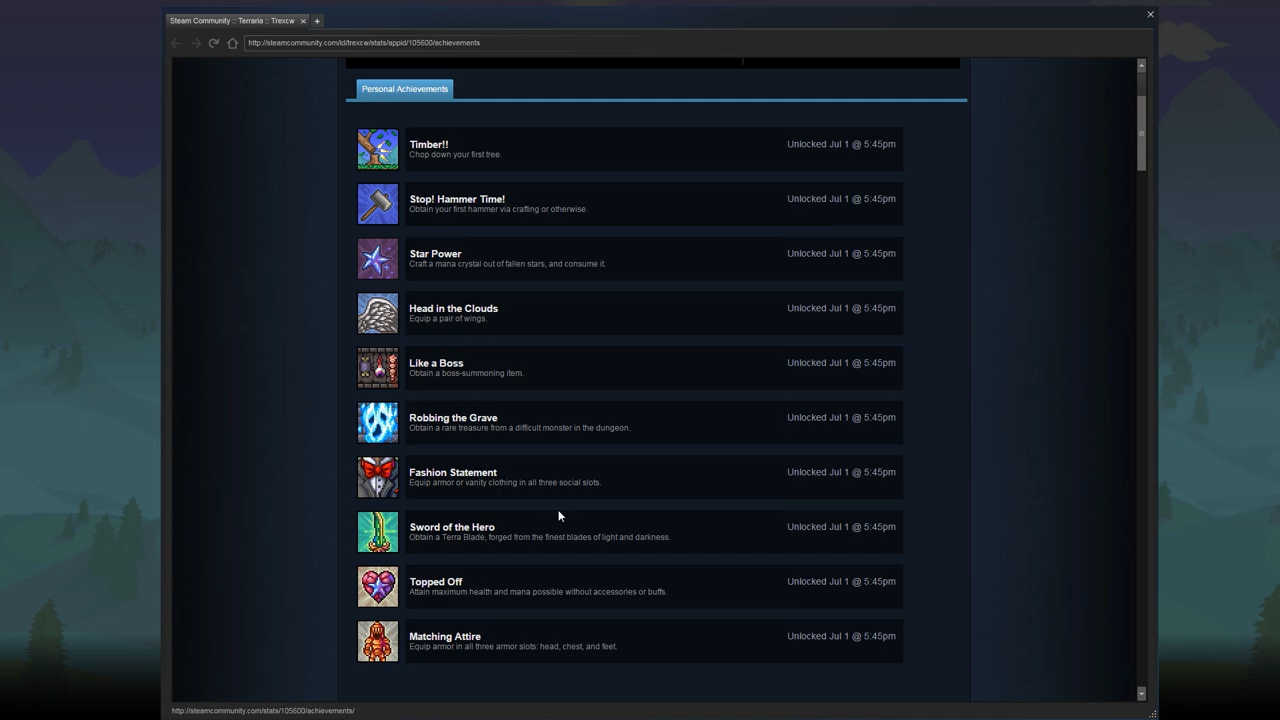 Steam Community :: Terraria :: Trexcw
http://steamcommunity.com/id/trexcw/stats/appid/105600/achievements
Personal Achievements
Timber!!
Chop down your first tree.
Unlocked Jul 1 @ 5:45pm
Stop! Hammer Time!
Obtain your first hammer via crafting or otherwise.
Unlocked Jul 1 @ 5:45pm
Star Power
Craft a mana crystal out of fallen stars, and consume it.
Unlocked Jul 1 @ 5:45pm
Head in the Clouds
Equip a pair of wings.
Unlocked Jul 1 @ 5:45pm
Like a Boss
Obtain a boss-summoning item.
Unlocked Jul 1 @ 5:45pm
Robbing the Grave
Obtain a rare treasure from a difficult monster in the dungeon.
Unlocked Jul 1 @ 5:45pm
Fashion Statement
Equip armor or vanity clothing in all three social slots.
Unlocked Jul 1 @ 5:45pm
Sword of the Hero
Obtain a Terra Blade, forged from the finest blades of light and darkness.
Unlocked Jul 1 @ 5:45pm
Topped Off
Attain maximum health and mana possible without accessories or buffs.
Unlocked Jul 1 @ 5:45pm
Matching Attire
Equip armor in all three armor slots: head, chest, and feet.
Unlocked Jul 1 @ 5:45pm
http://steamcommunity.com/stats/105600/achievements/